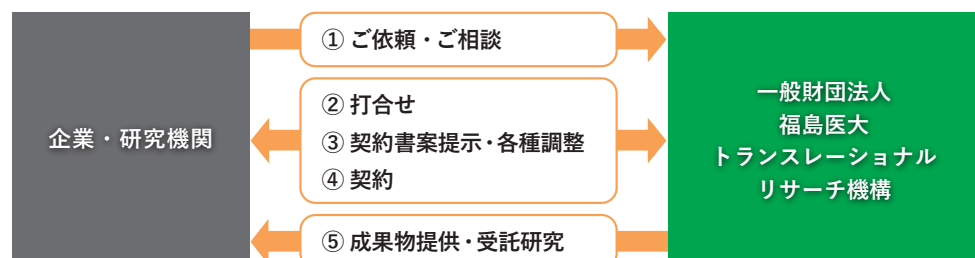 企業・研究機関
① ご依頼・ご相談
② 打合せ
③ 契約書案提示・各種調整
④ 契約
⑤ 成果物提供・受託研究
一般財団法人
福島医大
トランスレーショナル
リサーチ機構